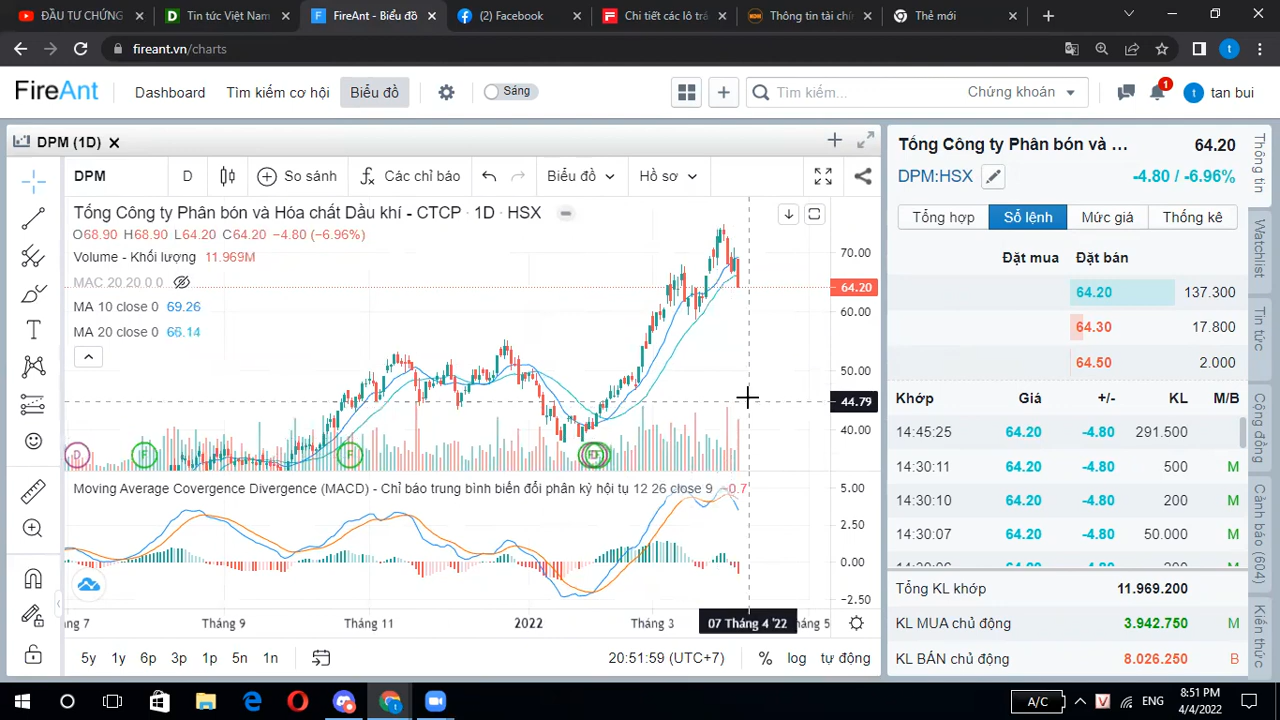 ĐẦU TƯ CHỨNG
Tin tức Việt Nam
FireAnt - Biểu đồ
(2) Facebook
Chi tiết các lô trá
Thông tin tài chí
Thẻ mới
fireant.vn/charts
FireAnt
Dashboard
Tìm kiếm cơ hội
Biểu đồ
Sáng
Tìm kiếm...
Chứng khoán
1
t
tan bui
DPM (1D)
DPM
D
So sánh
Các chỉ báo
Biểu đồ
Hồ sơ
Tổng Công ty Phân bón và Hóa chất Dầu khí - CTCP · 1D · HSX
O68.90 H68.90 L64.20 C64.20 −4.80 (−6.96%)
Volume - Khối lượng 11.969M
MAC 20 20 0 0
MA 10 close 0 69.26
MA 20 close 0 66.14
70.00
64.20
60.00
50.00
44.79
40.00
D
F
F
Moving Average Covergence Divergence (MACD) - Chỉ báo trung bình biến đổi phân kỳ hội tụ 12 26 close 9 −0.7
5.00
2.50
0.00
−2.50
ng 7
Tháng 9
Tháng 11
2022
Tháng 3
07 Tháng 4 '22
áng 5
5y 1y 6p 3p 1p 5n 1n
20:51:59 (UTC+7)
% log tự động
Tổng Công ty Phân bón và ...
64.20
DPM:HSX
-4.80 / -6.96%
Tổng hợp
Sổ lệnh
Mức giá
Thống kê
Đặt mua Đặt bán
64.20 137.300
64.30 17.800
64.50 2.000
Khớp Giá +/- KL M/B
14:45:25 64.20 -4.80 291.500
14:30:11 64.20 -4.80 500 M
14:30:10 64.20 -4.80 200 M
14:30:07 64.20 -4.80 50.000 M
Tổng KL khớp 11.969.200
KL MUA chủ động 3.942.750 M
KL BÁN chủ động 8.026.250 B
Thông tin
Watchlist
Tin tức
Cộng đồng
Cảnh báo (604)
Kiến thức
A/C
V
ENG
8:51 PM
4/4/2022